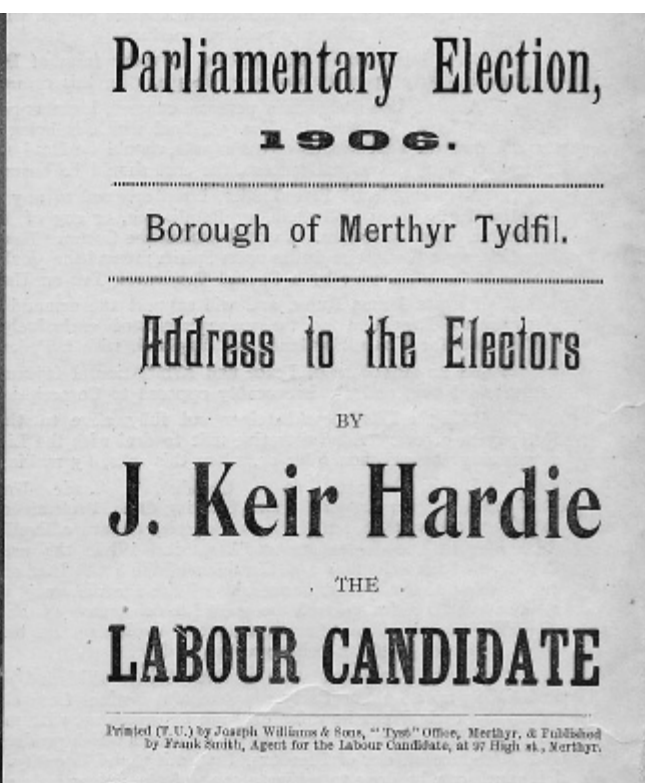 Parliamentary Election,
1906.
Borough of Merthyr Tydfil.
Address to the Electors
BY
J. Keir Hardie
THE
LABOUR CANDIDATE
Printed (T.U.) by Joseph Williams & Sons, "Tyst" Office, Merthyr, & Published
by Frank Smith, Agent for the Labour Candidate, at 97 High st., Merthyr.